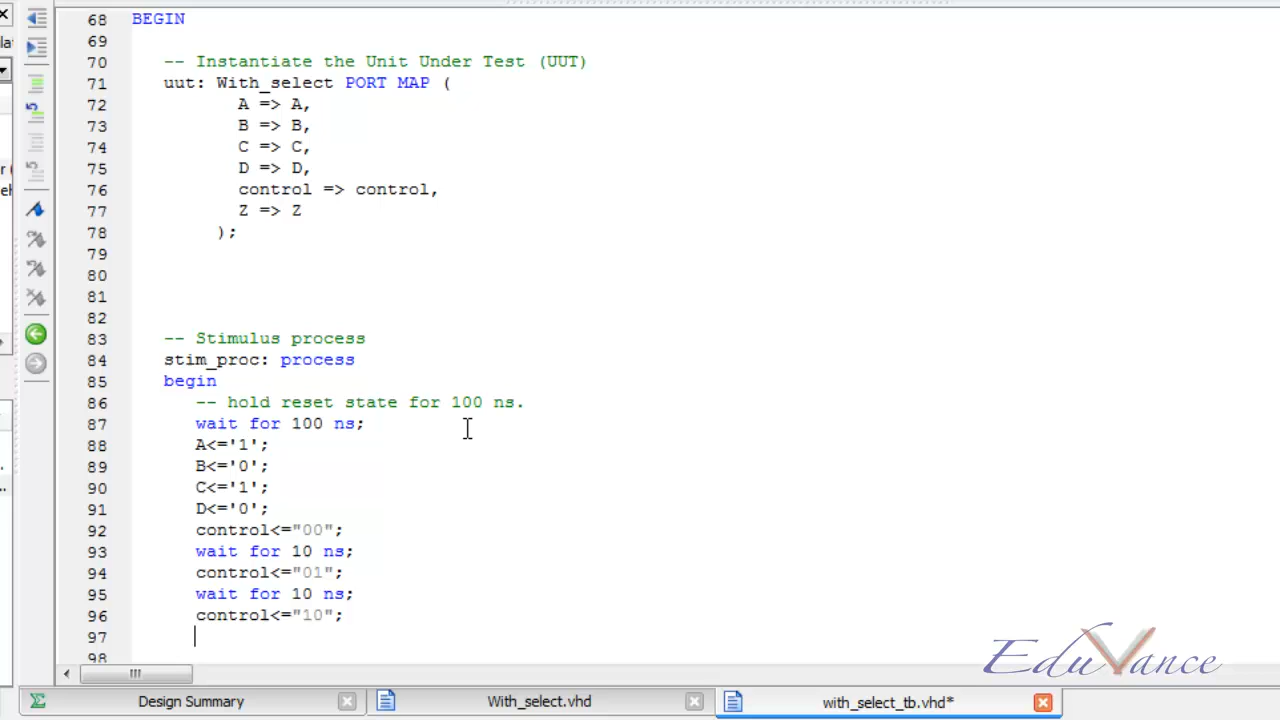 68 BEGIN
69
70 -- Instantiate the Unit Under Test (UUT)
71 uut: With_select PORT MAP (
72 A => A,
73 B => B,
74 C => C,
75 D => D,
76 control => control,
77 Z => Z
78 );
79
80
81
82
83 -- Stimulus process
84 stim_proc: process
85 begin
86 -- hold reset state for 100 ns.
87 wait for 100 ns;
88 A<='1';
89 B<='0';
90 C<='1';
91 D<='0';
92 control<="00";
93 wait for 10 ns;
94 control<="01";
95 wait for 10 ns;
96 control<="10";
97
98
EduVance
Design Summary With_select.vhd with_select_tb.vhd*